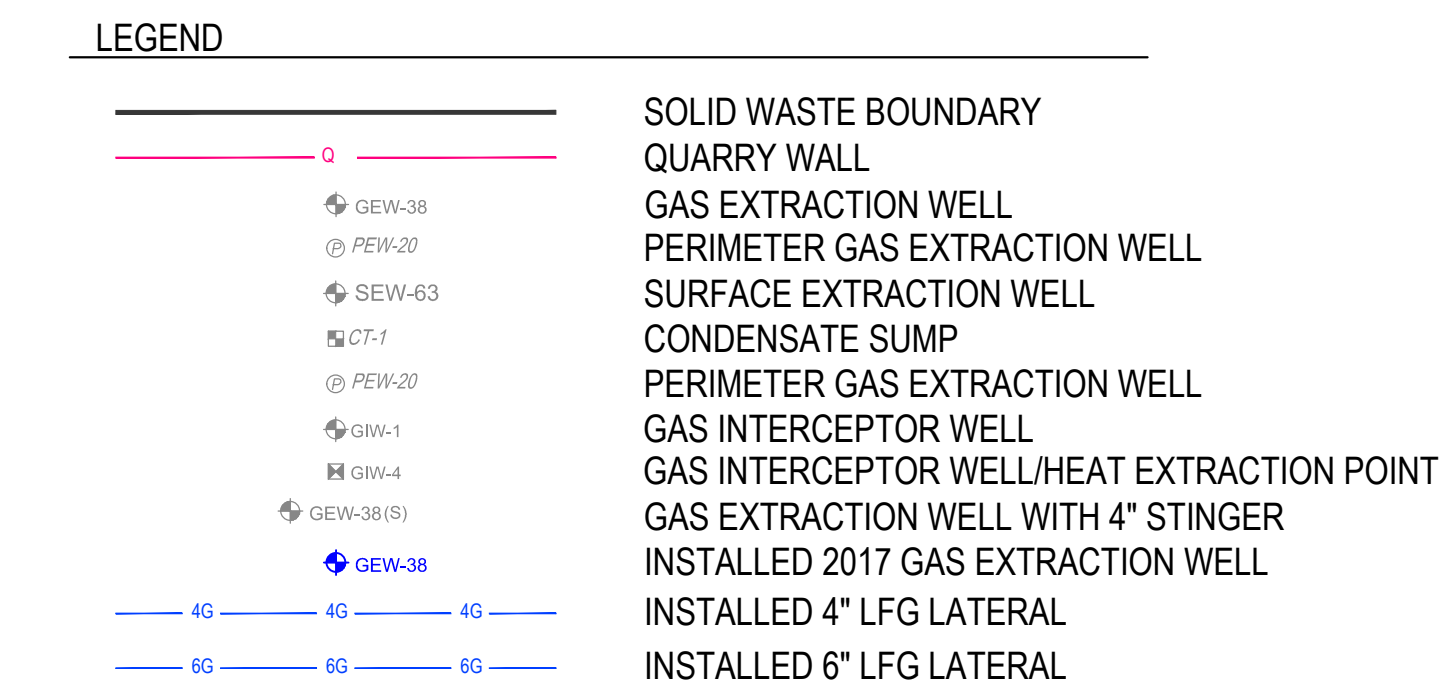 LEGEND
SOLID WASTE BOUNDARY
Q QUARRY WALL
GEW-38 GAS EXTRACTION WELL
P PEW-20 PERIMETER GAS EXTRACTION WELL
SEW-63 SURFACE EXTRACTION WELL
CT-1 CONDENSATE SUMP
P PEW-20 PERIMETER GAS EXTRACTION WELL
GIW-1 GAS INTERCEPTOR WELL
GIW-4 GAS INTERCEPTOR WELL/HEAT EXTRACTION POINT
GEW-38(S) GAS EXTRACTION WELL WITH 4" STINGER
GEW-38 INSTALLED 2017 GAS EXTRACTION WELL
4G 4G 4G INSTALLED 4" LFG LATERAL
6G 6G 6G INSTALLED 6" LFG LATERAL